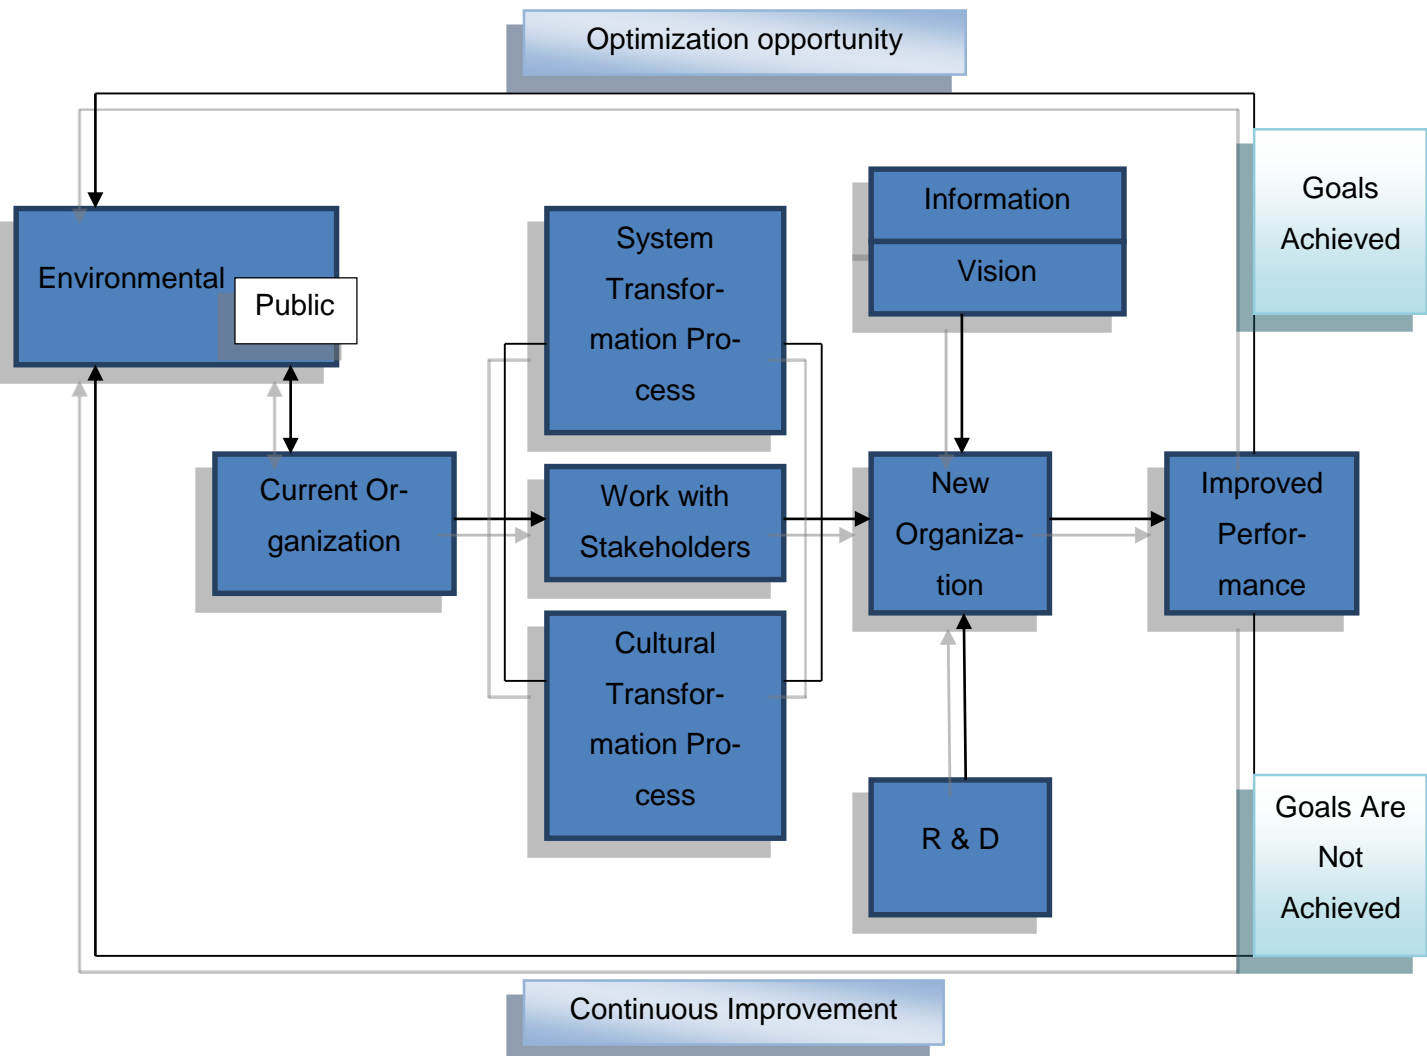 Optimization opportunity
Goals
Achieved
Information
Vision
System
Transfor-
mation Pro-
cess
Environmental
Public
Current Or-
ganization
Work with
Stakeholders
New
Organiza-
tion
Improved
Perfor-
mance
Cultural
Transfor-
mation Pro-
cess
R & D
Goals Are
Not
Achieved
Continuous Improvement